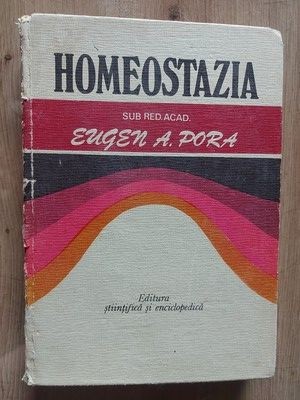 HOMEOSTAZIA
SUB RED. ACAD.
EUGEN A. PORA
Editura
științifică și enciclopedică